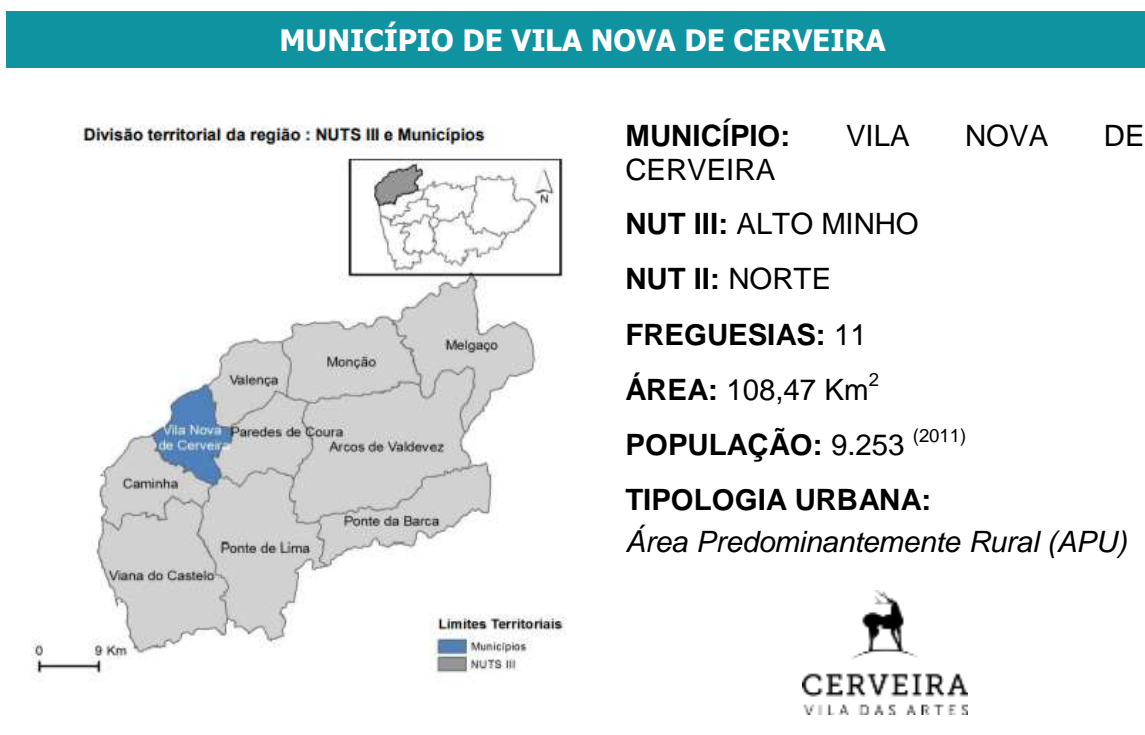 MUNICÍPIO DE VILA NOVA DE CERVEIRA
Divisão territorial da região : NUTS III e Municípios
N
Melgaço
Monção
Valença
Vila Nova
de Cerveira
Paredes de Coura
Arcos de Valdevez
Caminha
Ponte da Barca
Ponte de Lima
Viana do Castelo
Limites Territoriais
Municípios
NUTS III
0 9 Km
MUNICÍPIO: VILA NOVA DE
CERVEIRA
NUT III: ALTO MINHO
NUT II: NORTE
FREGUESIAS: 11
ÁREA: 108,47 Km²
POPULAÇÃO: 9.253 (2011)
TIPOLOGIA URBANA:
Área Predominantemente Rural (APU)
CERVEIRA
VILA DAS ARTES